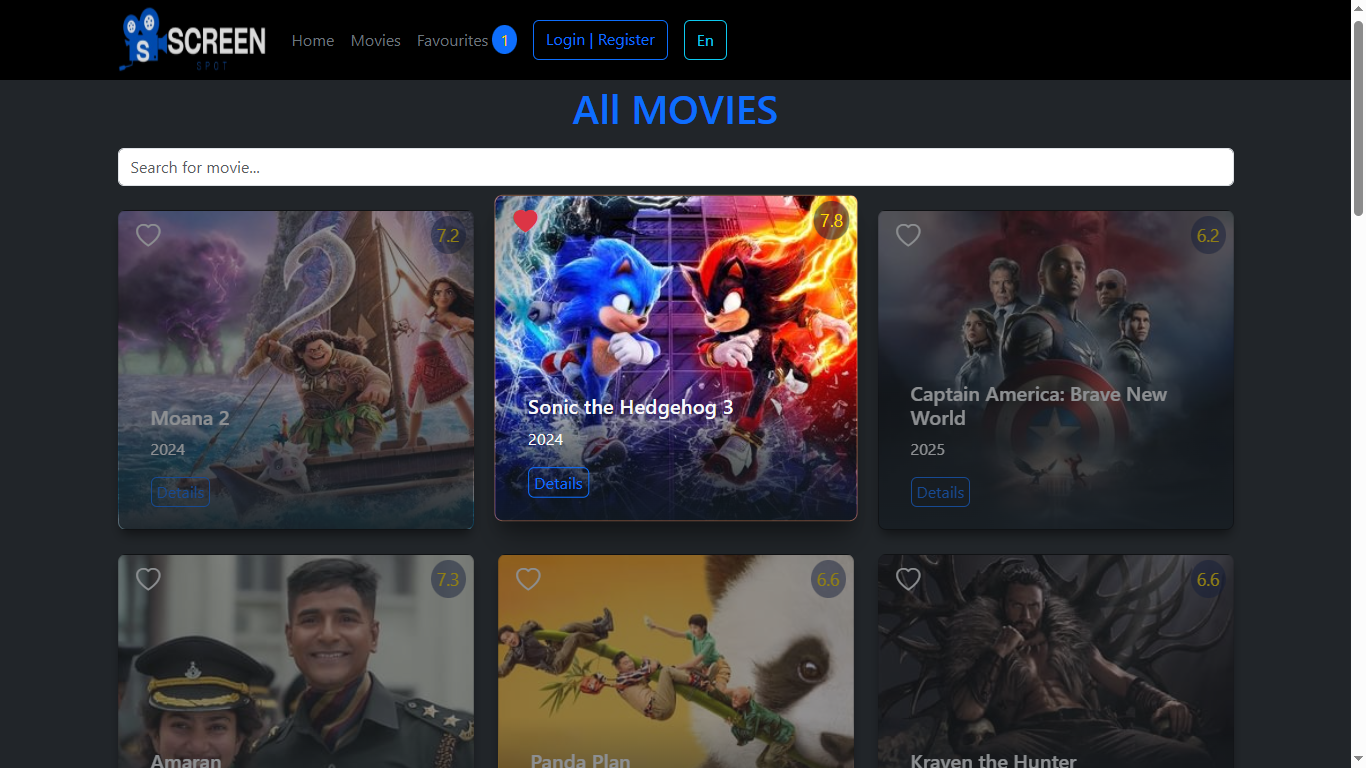 SCREEN
SPOT
Home
Movies
Favourites 1
Login | Register
En
All MOVIES
Search for movie...
7.2
Moana 2
2024
Details
7.8
Sonic the Hedgehog 3
2024
Details
6.2
Captain America: Brave New
World
2025
Details
7.3
Amaran
6.6
Panda Plan
6.6
Kraven the Hunter